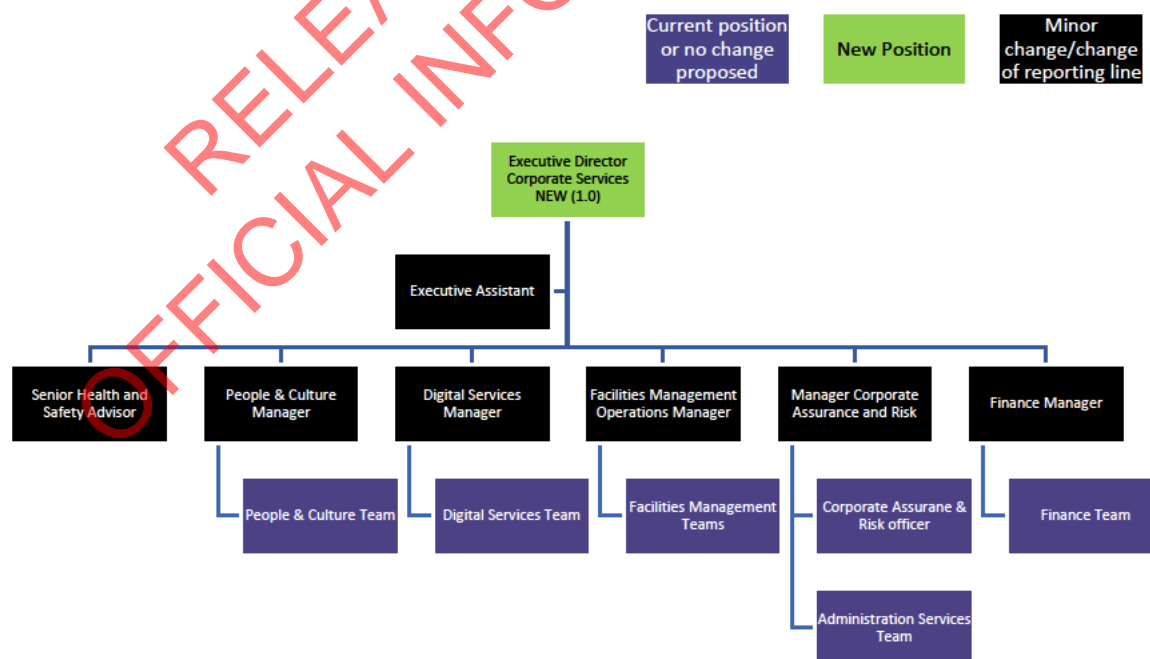 Current position
or no change
proposed
New Position
Minor
change/change
of reporting line
RELEA
OFFICIAL INFO
Executive Director
Corporate Services
NEW (1.0)
Executive Assistant
Senior Health and
Safety Advisor
People & Culture
Manager
Digital Services
Manager
Facilities Management
Operations Manager
Manager Corporate
Assurance and Risk
Finance Manager
People & Culture Team
Digital Services Team
Facilities Management
Teams
Corporate Assurane &
Risk officer
Finance Team
Administration Services
Team